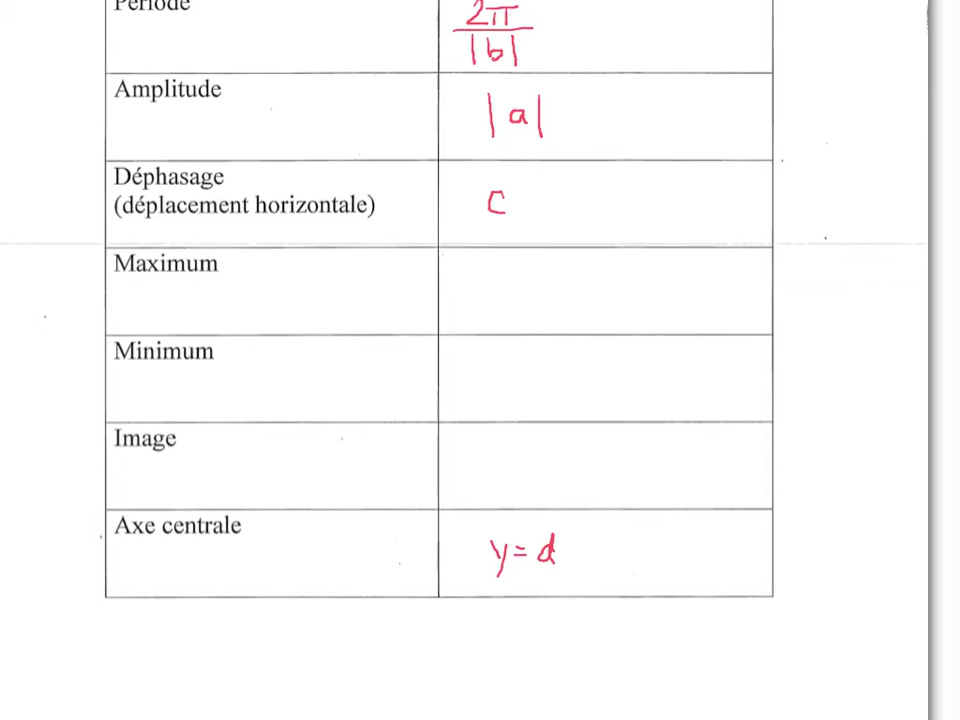 Période
2π
|b|
Amplitude
|a|
Déphasage
(déplacement horizontale)
c
Maximum
Minimum
Image
Axe centrale
y=d